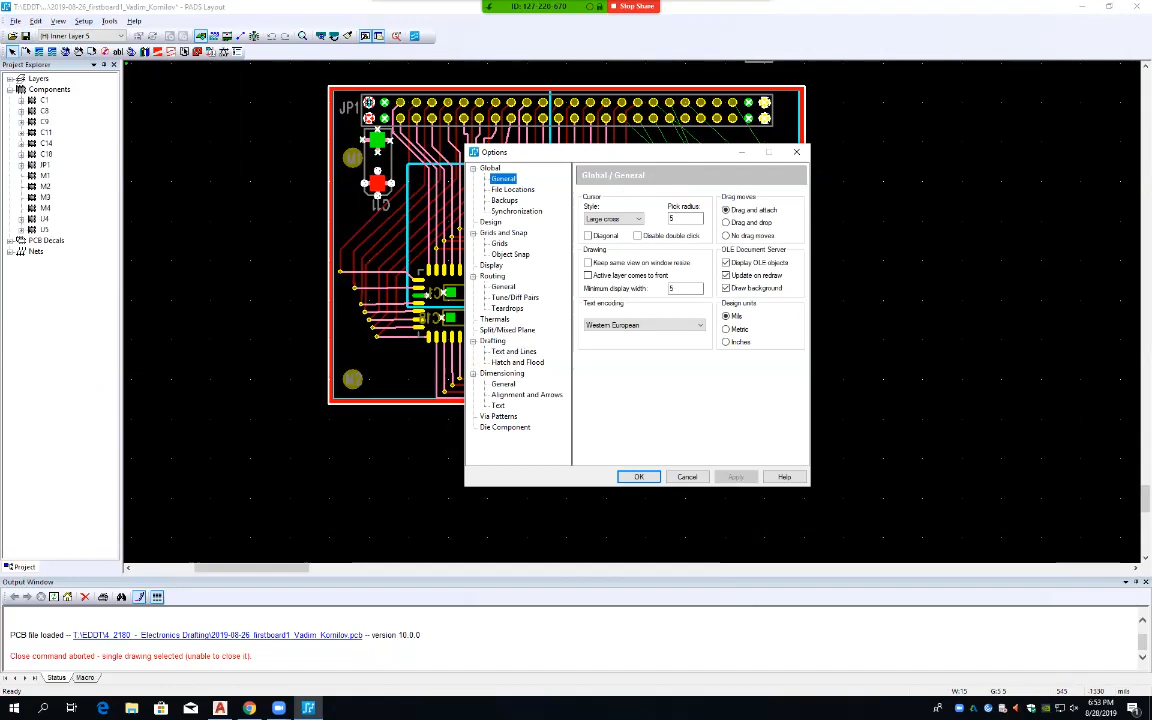 T:\EDDT\...\2019-08-26_firstboard1_Vadim_Kornilov* - PADS Layout
ID: 127-220-670
Stop Share
File Edit View Setup Tools Help
(H) Inner Layer 5
Project Explorer
Layers
Components
C1
C8
C9
C11
C14
C18
JP1
M1
M2
M3
M4
U4
U5
PCB Decals
Nets
Project
JP1
C11
Options
Global
General
File Locations
Backups
Synchronization
Design
Grids and Snap
Grids
Object Snap
Display
Routing
General
Tune/Diff Pairs
Teardrops
Thermals
Split/Mixed Plane
Drafting
Text and Lines
Hatch and Flood
Dimensioning
General
Alignment and Arrows
Text
Via Patterns
Die Component
Global / General
Cursor
Style:
Pick radius:
Large cross
5
Diagonal
Disable double click
Drawing
Keep same view on window resize
Active layer comes to front
Minimum display width:
5
Text encoding
Western European
Drag moves
Drag and attach
Drag and drop
No drag moves
OLE Document Server
Display OLE objects
Update on redraw
Draw background
Design units
Mils
Metric
Inches
OK
Cancel
Apply
Help
Output Window
PCB file loaded -- T:\EDDT\4_2180_-_Electronics Drafting\2019-08-26_firstboard1_Vadim_Kornilov.pcb -- version 10.0.0
Close command aborted - single drawing selected (unable to close it).
Status
Macro
Ready
W:15
G:5 5
545
-1330
mils
6:53 PM
8/28/2019